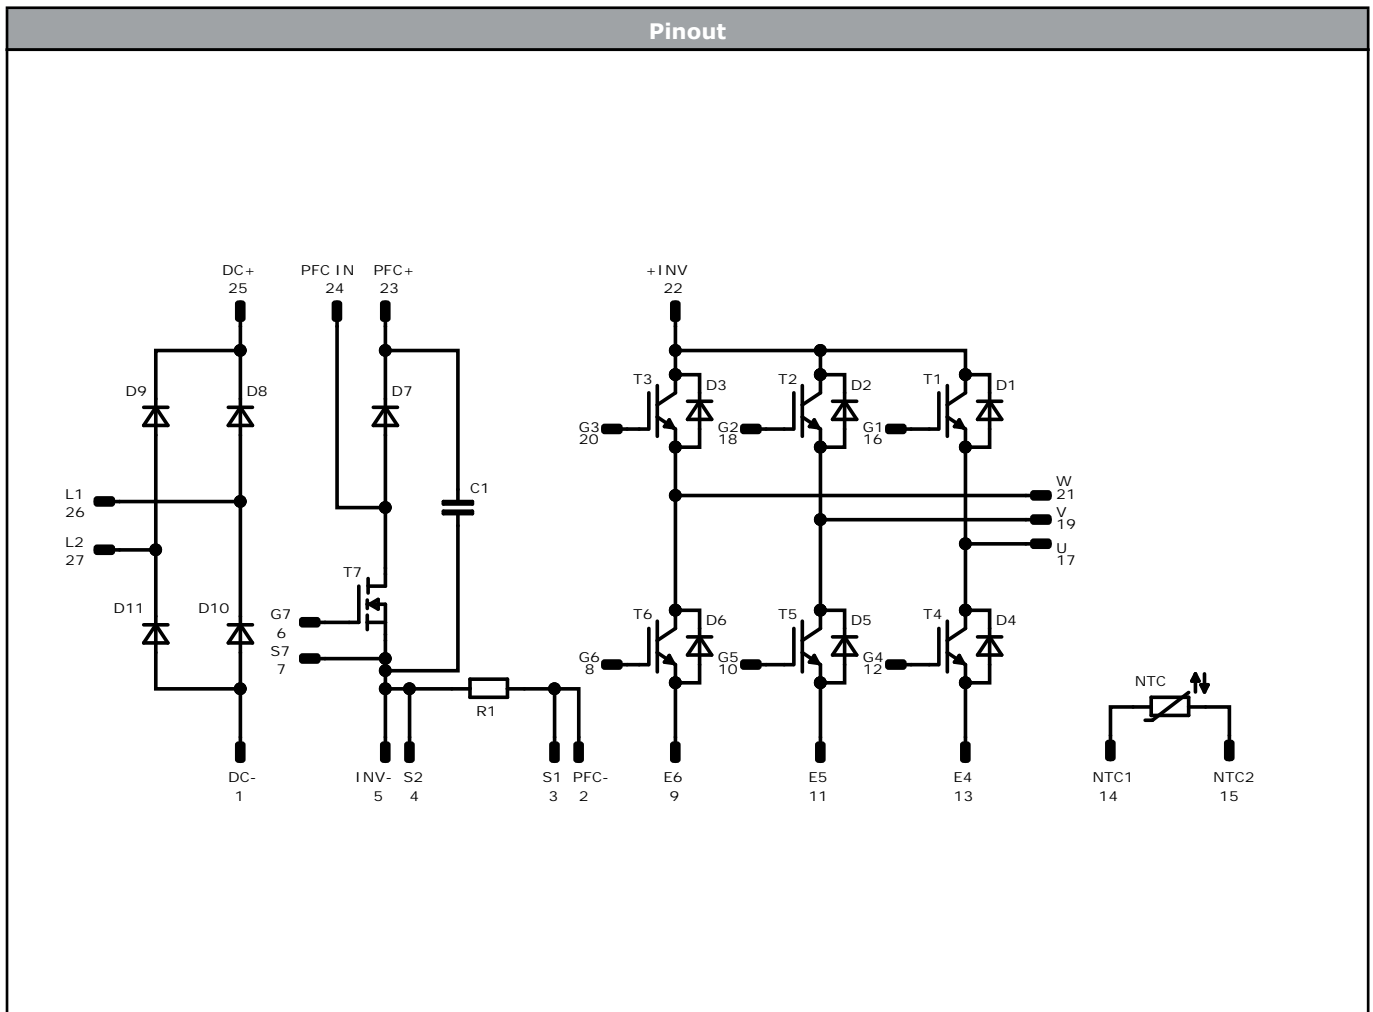 Pinout
DC+
25
PFC IN
24
PFC+
23
+INV
22
D9
D8
D7
T3
D3
T2
D2
T1
D1
G3
20
G2
18
G1
16
L1
26
C1
W
21
V
19
U
17
L2
27
T7
D11
D10
G7
6
S7
7
T6
D6
T5
D5
T4
D4
G6
8
G5
10
G4
12
R1
NTC
DC-
1
INV-
5
S2
4
S1
3
PFC-
2
E6
9
E5
11
E4
13
NTC1
14
NTC2
15